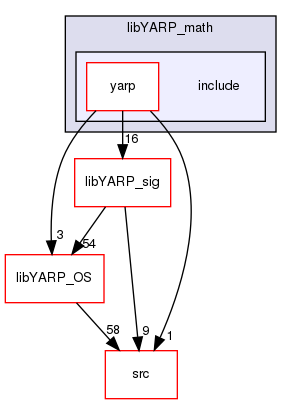 libYARP_math
yarp
include
16
libYARP_sig
3
54
libYARP_OS
58
9
1
src